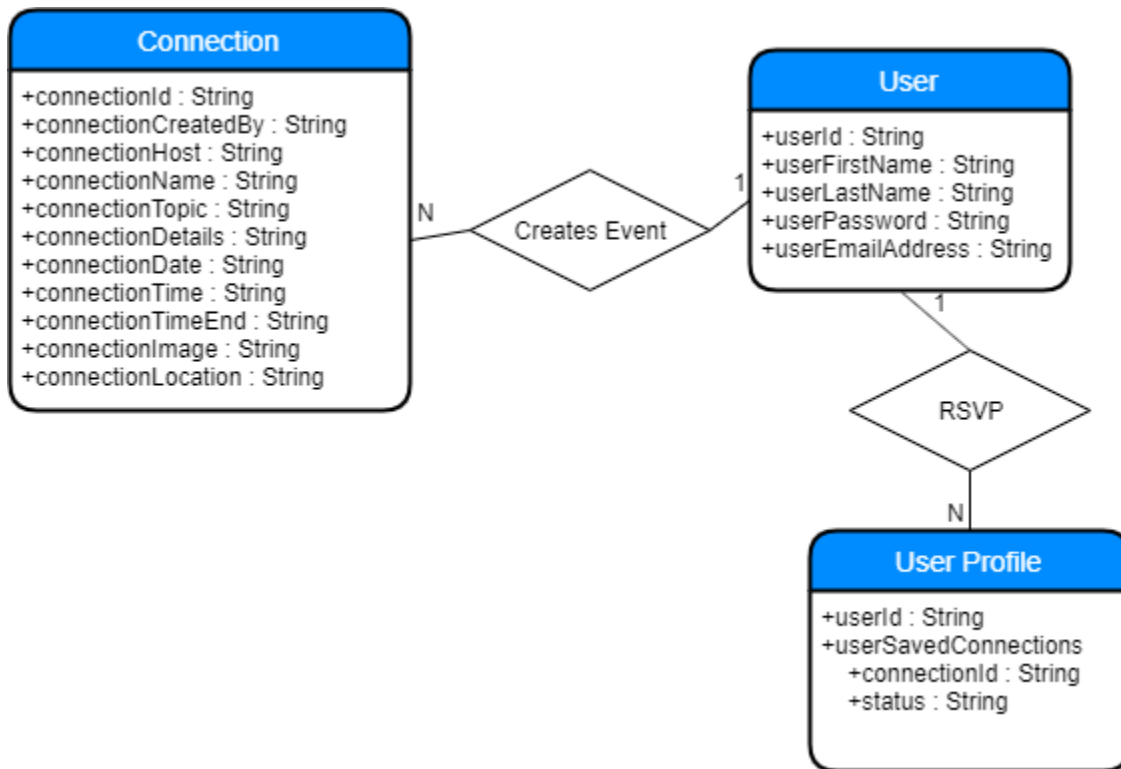 Connection
+connectionId : String
+connectionCreatedBy : String
+connectionHost : String
+connectionName : String
+connectionTopic : String
+connectionDetails : String
+connectionDate : String
+connectionTime : String
+connectionTimeEnd : String
+connectionImage : String
+connectionLocation : String
N
Creates Event
1
User
+userId : String
+userFirstName : String
+userLastName : String
+userPassword : String
+userEmailAddress : String
1
RSVP
N
User Profile
+userId : String
+userSavedConnections
+connectionId : String
+status : String